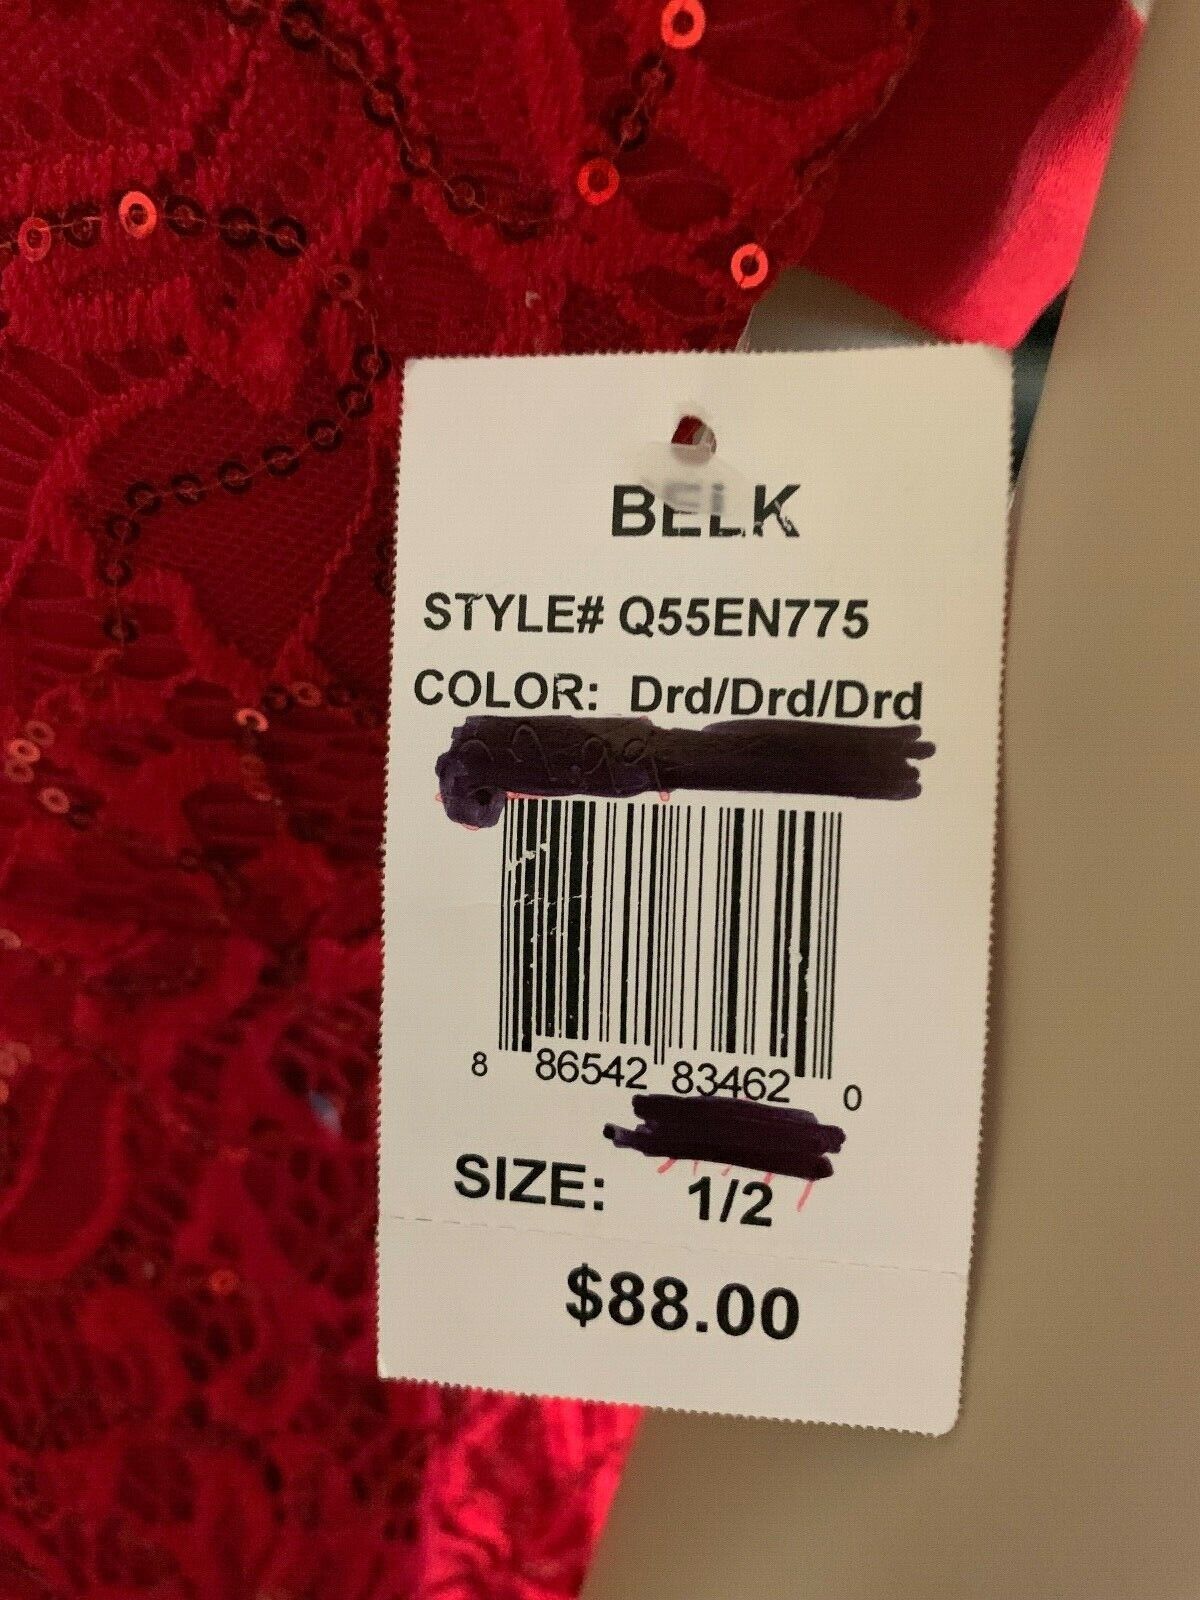 BELK
STYLE# Q55EN775
COLOR: Drd/Drd/Drd
8 86542 83462 0
SIZE: 1/2
$88.00